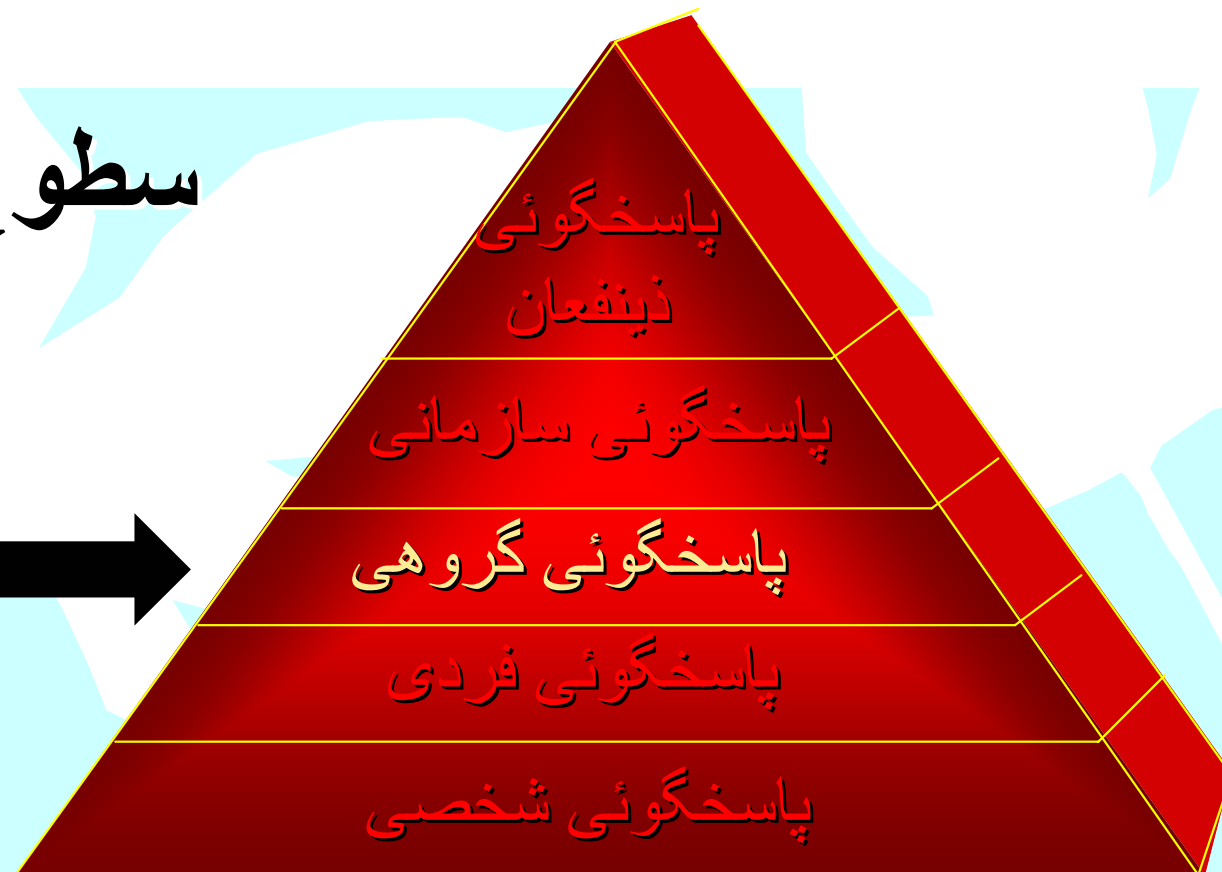 سطو
پاسخگوئی
ذینفعان
پاسخگوئی سازمانی
پاسخگوئی گروهی
پاسخگوئی فردی
پاسخگوئی شخصی